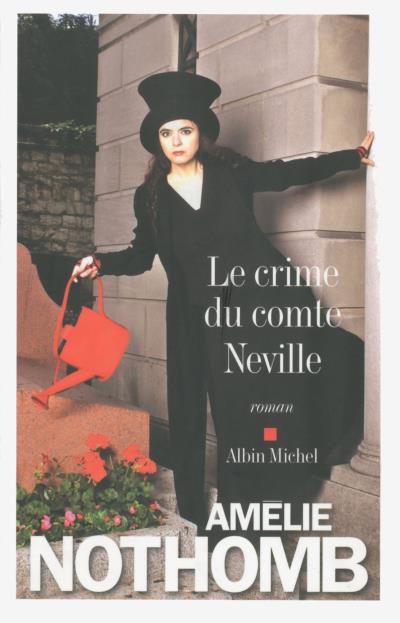 Le crime
du comte
Neville
roman
Albin Michel
AMÉLIE
NOTHOMB